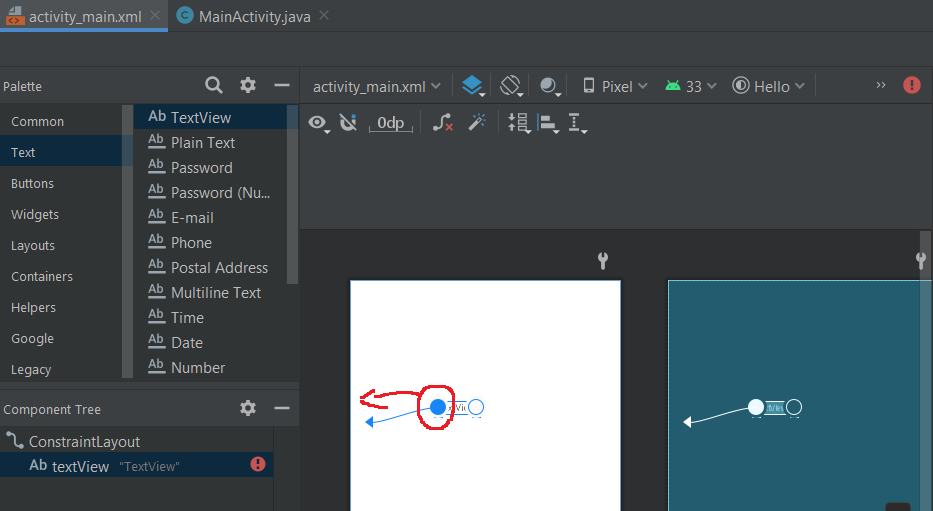 activity_main.xml
MainActivity.java
Palette
activity_main.xml
Pixel
33
Hello
Common
Text
Buttons
Widgets
Layouts
Containers
Helpers
Google
Legacy
Ab TextView
Ab Plain Text
Ab Password
Ab Password (Nu...
Ab E-mail
Ab Phone
Ab Postal Address
Ab Multiline Text
Ab Time
Ab Date
Ab Number
0dp
Component Tree
ConstraintLayout
Ab textView "TextView"